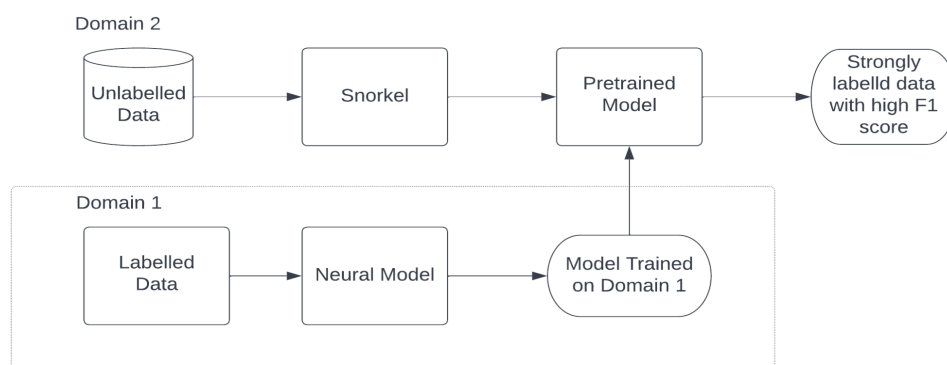 Domain 2
Unlabelled
Data
Snorkel
Pretrained
Model
Strongly
labelld data
with high F1
score
Domain 1
Labelled
Data
Neural Model
Model Trained
on Domain 1